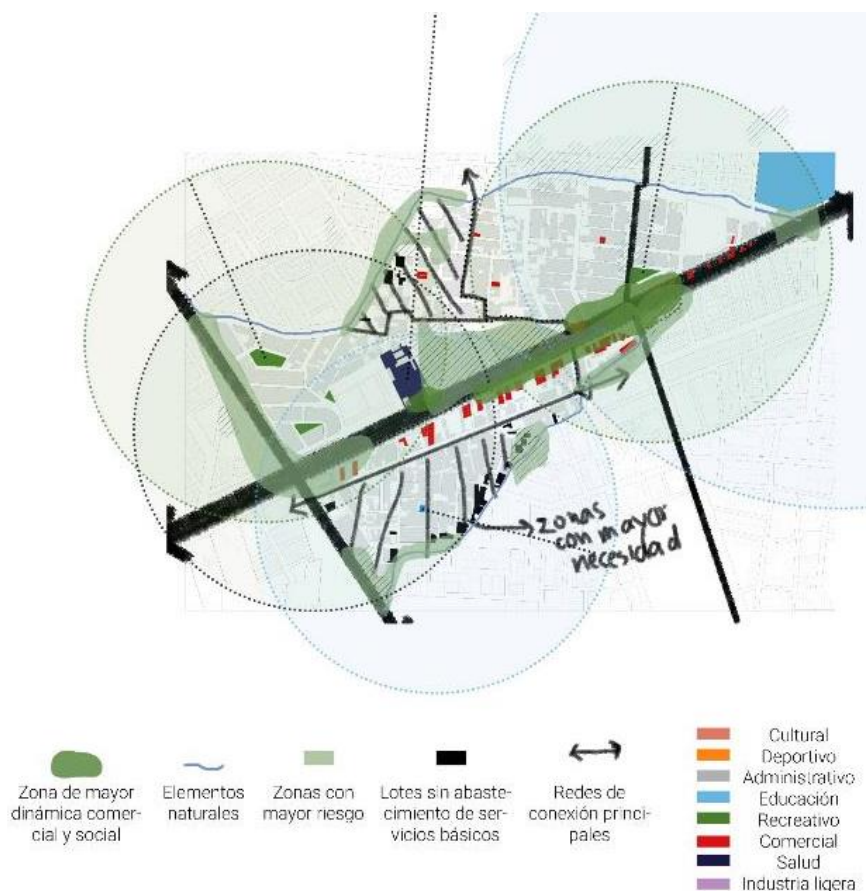 zonas
con mayor
necesidad
Zona de mayor
dinámica comer-
cial y social
Elementos
naturales
Zonas con
mayor riesgo
Lotes sin abaste-
cimiento de ser-
vicios básicos
Redes de
conexión princi-
pales
Cultural
Deportivo
Administrativo
Educación
Recreativo
Comercial
Salud
Industria ligera